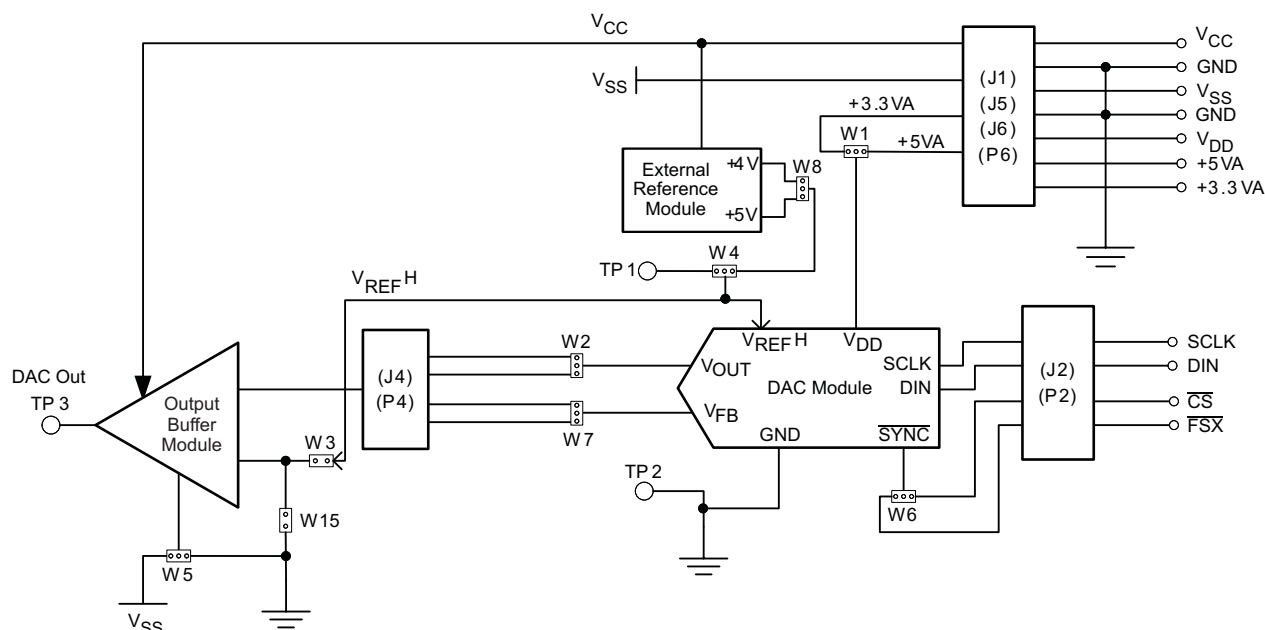 VCC
VCC
GND
VSS
VSS
(J1)
(J5)
(J6)
(P6)
GND
+3.3VA
W1
+5VA
VDD
+5VA
+3.3VA
External
Reference
Module
+4V
+5V
W8
TP1
W4
VREFH
W2
VREFH
VDD
VOUT
SCLK
DAC Module
DIN
VFB
GND
SYNC
(J2)
(P2)
SCLK
DIN
CS
FSX
DAC Out
TP3
Output
Buffer
Module
(J4)
(P4)
W7
W3
TP2
W6
W15
W5
VSS